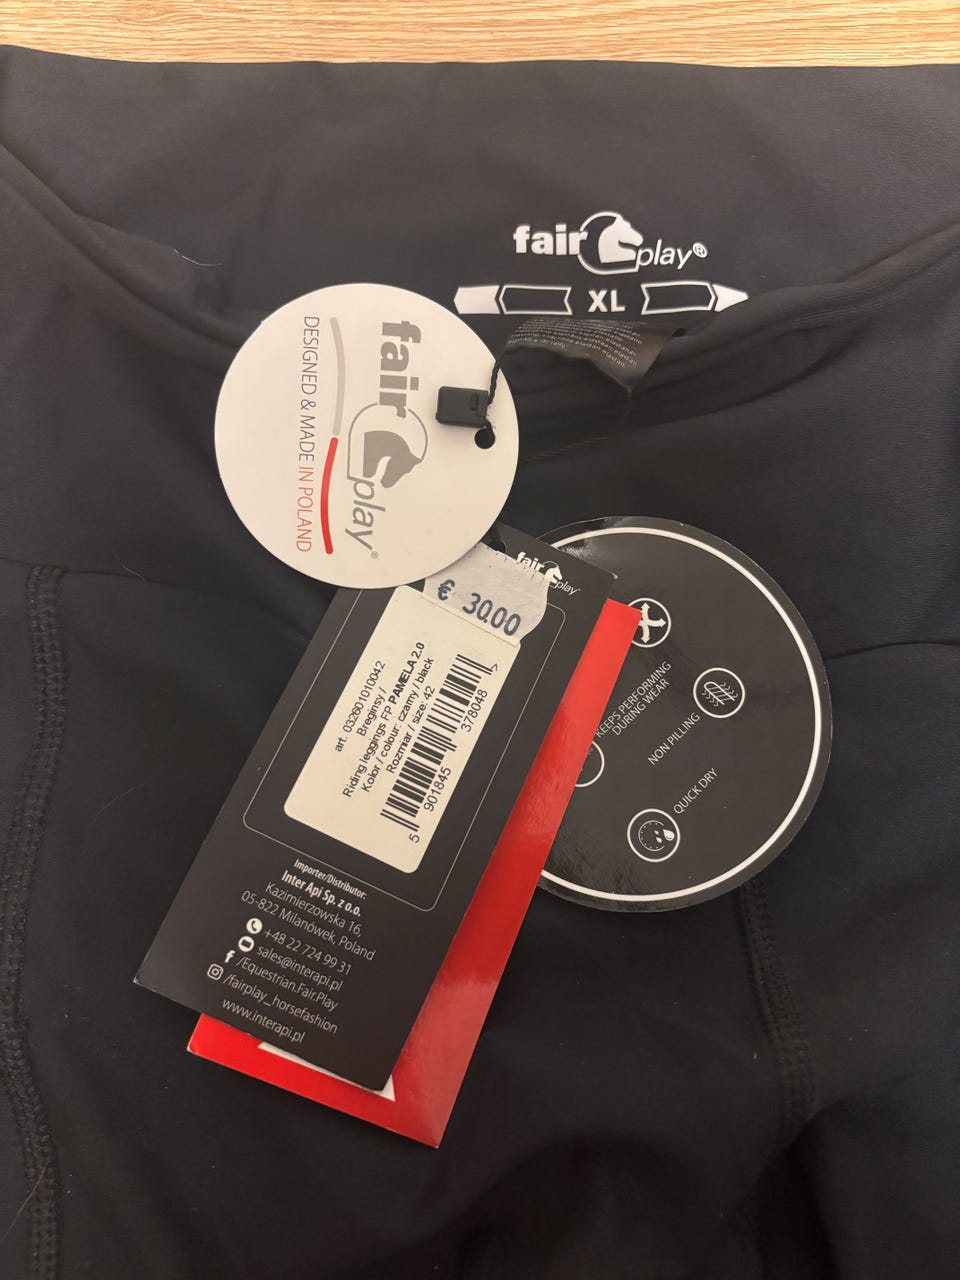 fair play®
XL
fair play®
DESIGNED & MADE IN POLAND
fair play®
€ 30.00
art. 032601010042
Breginsy /
Riding leggings FP PAMELA 2.0
Kolor / colour: czarny / black
Rozmiar / size: 42
5 901845 378048
Importer/Distributor:
Inter Api Sp. z o.o.
Kazimierzowska 16,
05-822 Milanówek, Poland
+48 22 724 99 31
sales@interapi.pl
/Equestrian.Fair.Play
/fairplay_horsefashion
www.interapi.pl
KEEPS PERFORMING
DURING WEAR
NON PILLING
QUICK DRY